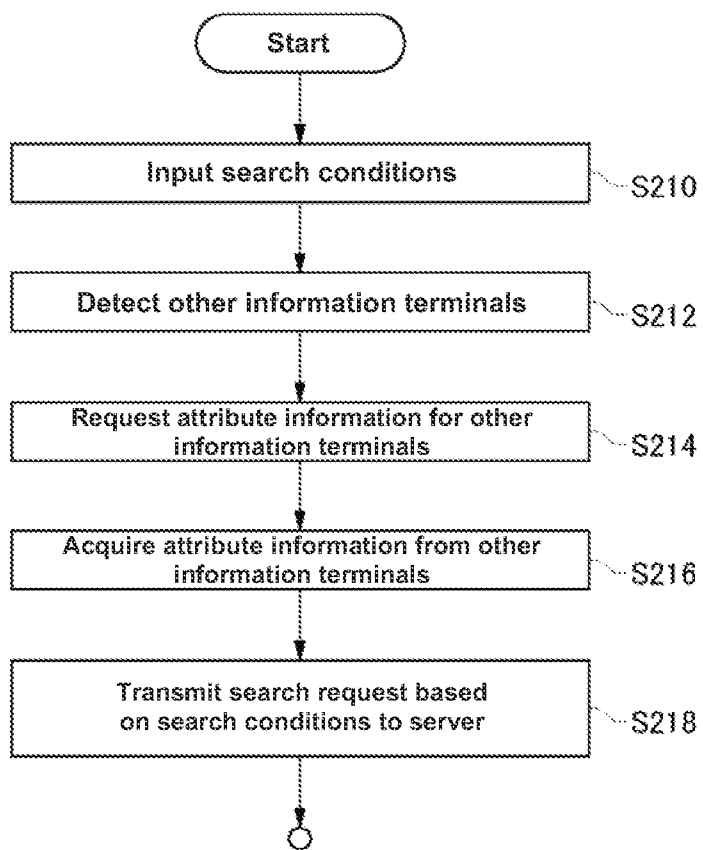 Start
Input search conditions
S210
Detect other information terminals
S212
Request attribute information for other
information terminals
S214
Acquire attribute information from other
information terminals
S216
Transmit search request based
on search conditions to server
S218